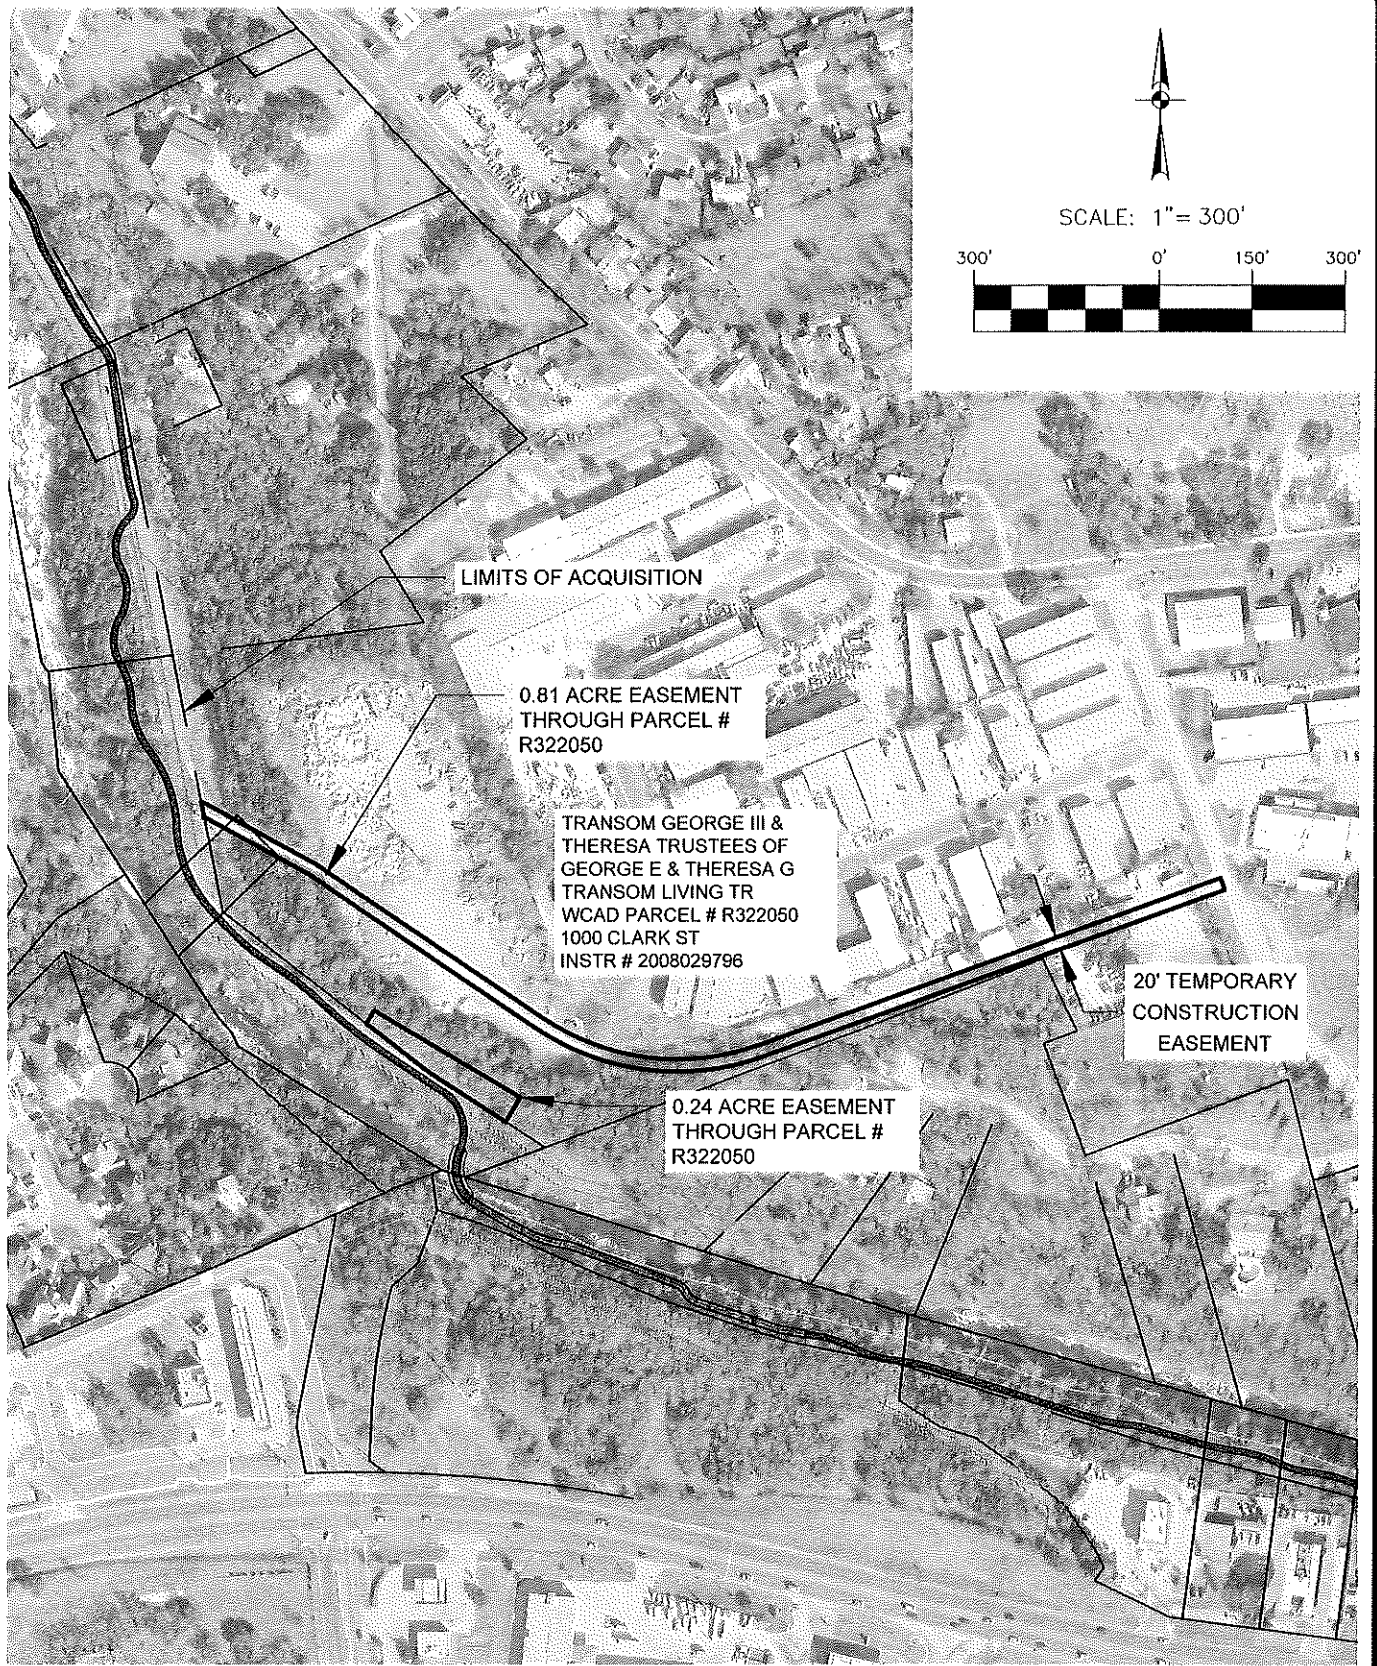 SCALE: 1"= 300'
300' 0' 150' 300'
LIMITS OF ACQUISITION
0.81 ACRE EASEMENT
THROUGH PARCEL #
R322050
TRANSOM GEORGE III &
THERESA TRUSTEES OF
GEORGE E & THERESA G
TRANSOM LIVING TR
WCAD PARCEL # R322050
1000 CLARK ST
INSTR # 2008029796
20' TEMPORARY
CONSTRUCTION
EASEMENT
0.24 ACRE EASEMENT
THROUGH PARCEL #
R322050